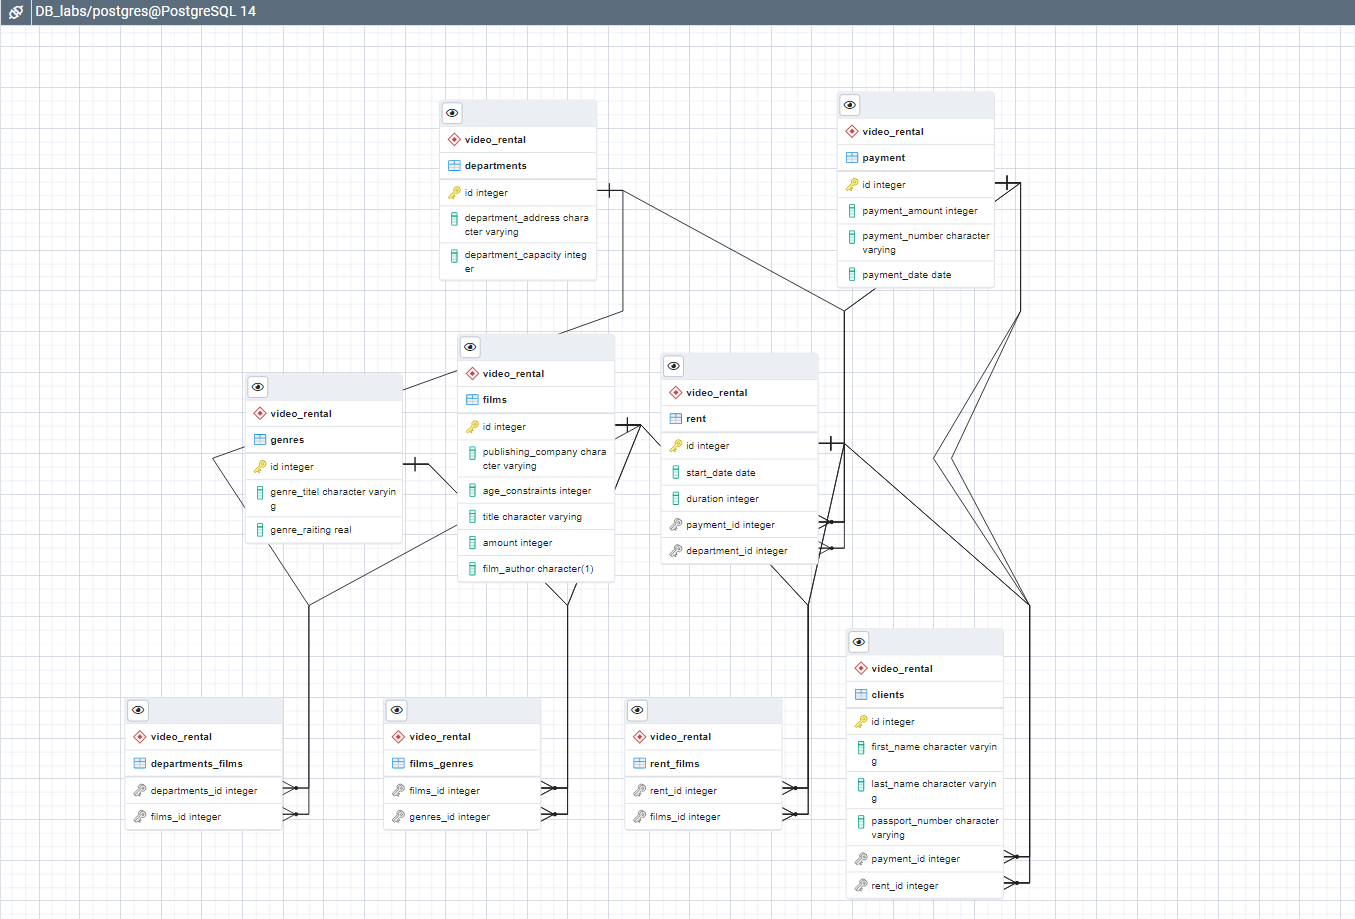 DB_labs/postgres@PostgreSQL 14
video_rental
departments
id integer
department_address chara
cter varying
department_capacity integ
er
video_rental
payment
id integer
payment_amount integer
payment_number character
varying
payment_date date
video_rental
genres
id integer
genre_titel character varyin
g
genre_raiting real
video_rental
films
id integer
publishing_company chara
cter varying
age_constraints integer
title character varying
amount integer
film_author character(1)
video_rental
rent
id integer
start_date date
duration integer
payment_id integer
department_id integer
video_rental
departments_films
departments_id integer
films_id integer
video_rental
films_genres
films_id integer
genres_id integer
video_rental
rent_films
rent_id integer
films_id integer
video_rental
clients
id integer
first_name character varyin
g
last_name character varyin
g
passport_number character
varying
payment_id integer
rent_id integer